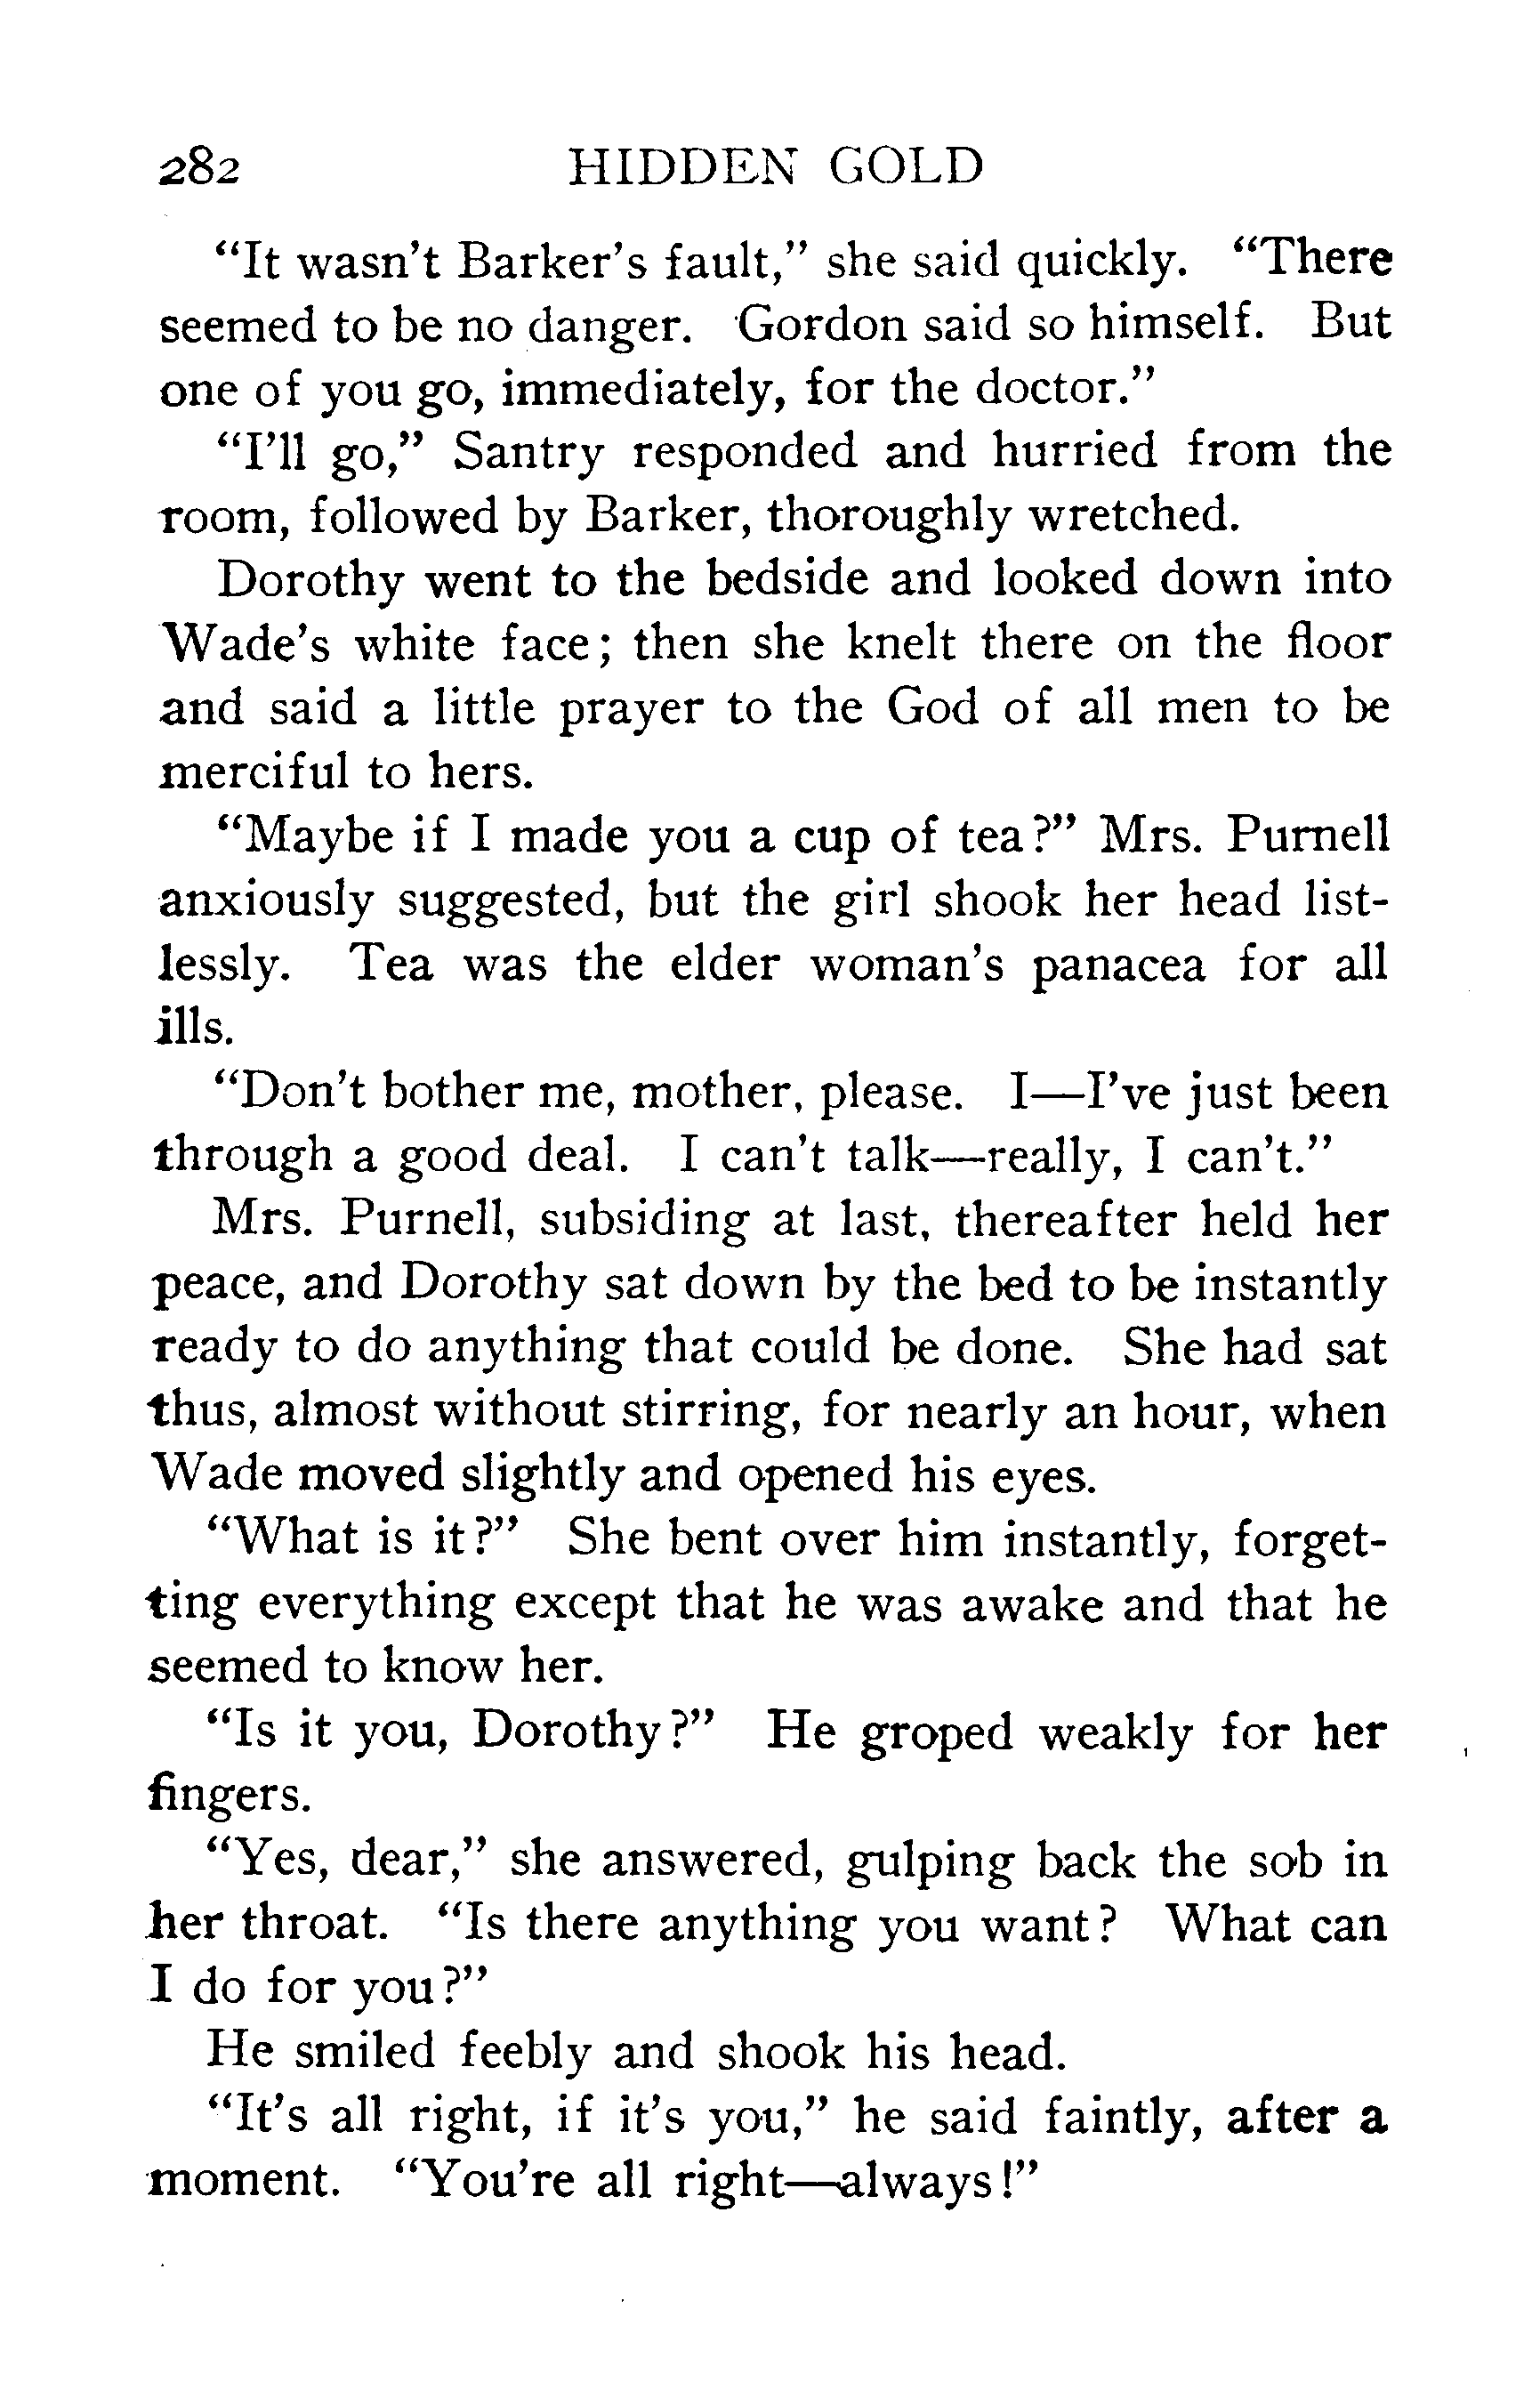 282 HIDDEN GOLD
“It wasn’t Barker’s fault,” she said quickly. “There
seemed to be no danger. Gordon said so himself. But
one of you go, immediately, for the doctor.”
“I’ll go,” Santry responded and hurried from the
room, followed by Barker, thoroughly wretched.
Dorothy went to the bedside and looked down into
Wade’s white face; then she knelt there on the floor
and said a little prayer to the God of all men to be
merciful to hers.
“Maybe if I made you a cup of tea?” Mrs. Purnell
anxiously suggested, but the girl shook her head list-
lessly. Tea was the elder woman’s panacea for all
ills.
“Don’t bother me, mother, please. I—I’ve just been
through a good deal. I can’t talk—really, I can’t.”
Mrs. Purnell, subsiding at last, thereafter held her
peace, and Dorothy sat down by the bed to be instantly
ready to do anything that could be done. She had sat
thus, almost without stirring, for nearly an hour, when
Wade moved slightly and opened his eyes.
“What is it?” She bent over him instantly, forget-
ting everything except that he was awake and that he
seemed to know her.
“Is it you, Dorothy?” He groped weakly for her
fingers.
“Yes, dear,” she answered, gulping back the sob in
her throat. “Is there anything you want? What can
I do for you?”
He smiled feebly and shook his head.
“It’s all right, if it’s you,” he said faintly, after a
moment. “You’re all right—always!”